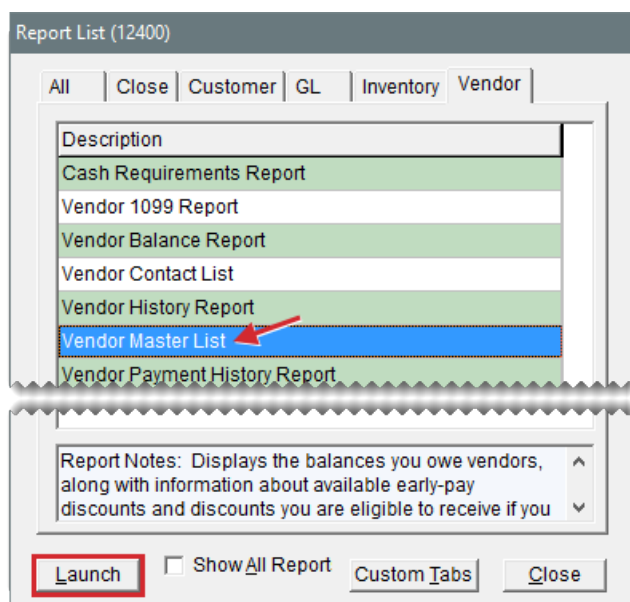 Report List (12400)
All Close Customer GL Inventory Vendor
Description
Cash Requirements Report
Vendor 1099 Report
Vendor Balance Report
Vendor Contact List
Vendor History Report
Vendor Master List
Vendor Payment History Report
Report Notes: Displays the balances you owe vendors,
along with information about available early-pay
discounts and discounts you are eligible to receive if you
Launch Show All Report Custom Tabs Close